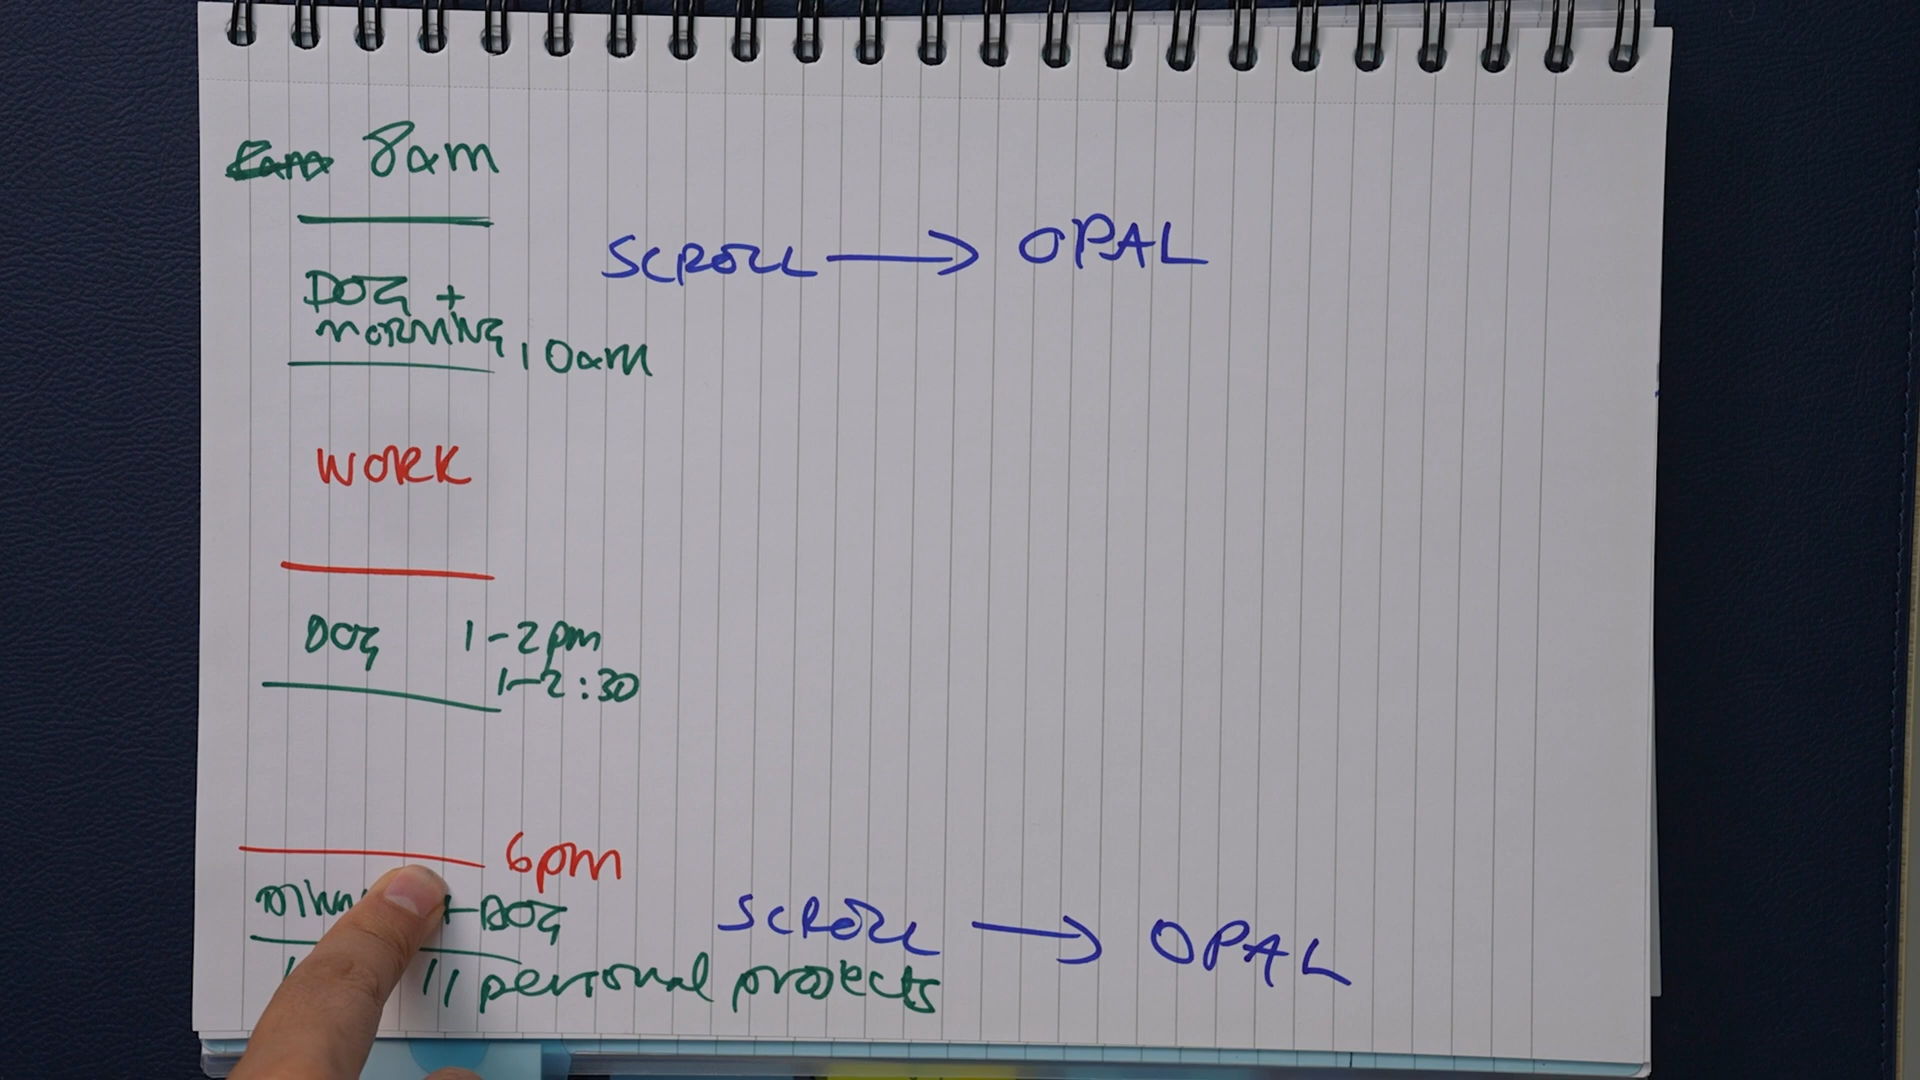 8am
SCROLL → OPAL
DOG +
MORNING
10am
WORK
DOG 1-2pm
1-2:30
6pm
+DOG
SCROLL → OPAL
11 personal projects